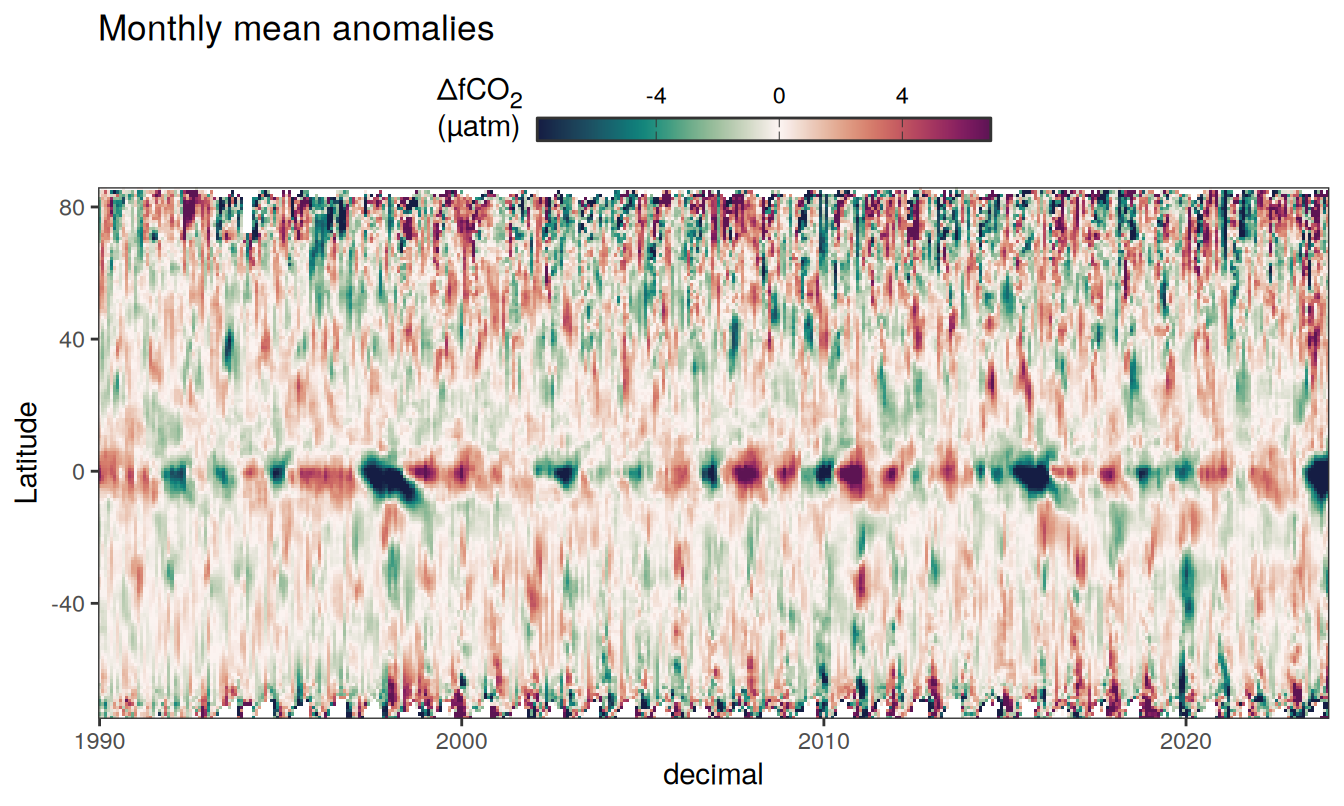 Monthly mean anomalies
ΔfCO₂
(µatm)
-4 0 4
Latitude
80
40
0
-40
1990 2000 2010 2020
decimal